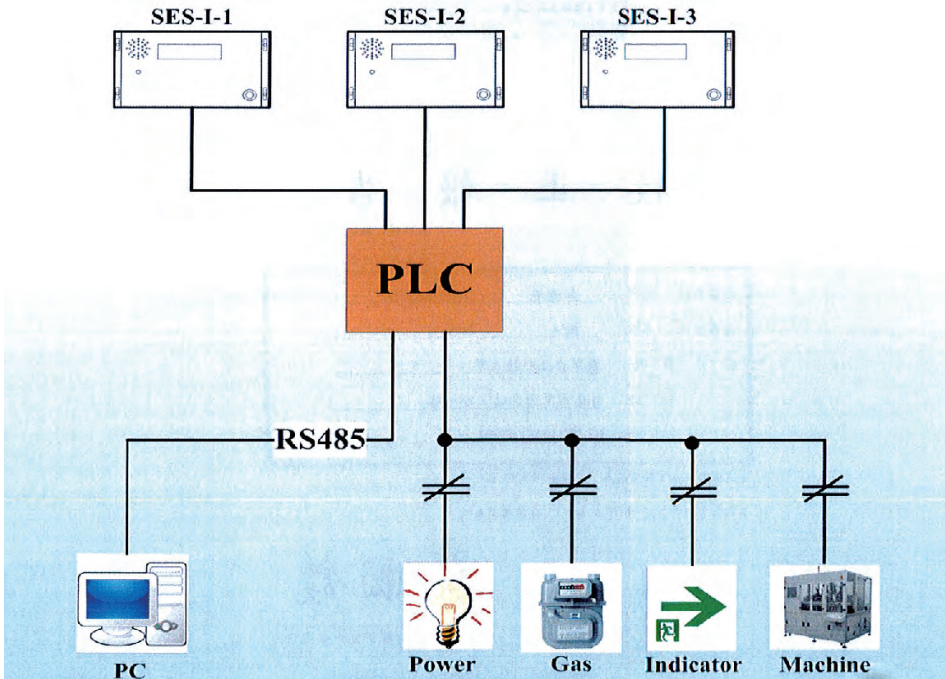 SES-I-1
SES-I-2
SES-I-3
PLC
RS485
PC
Power
Gas
Indicator
Machine